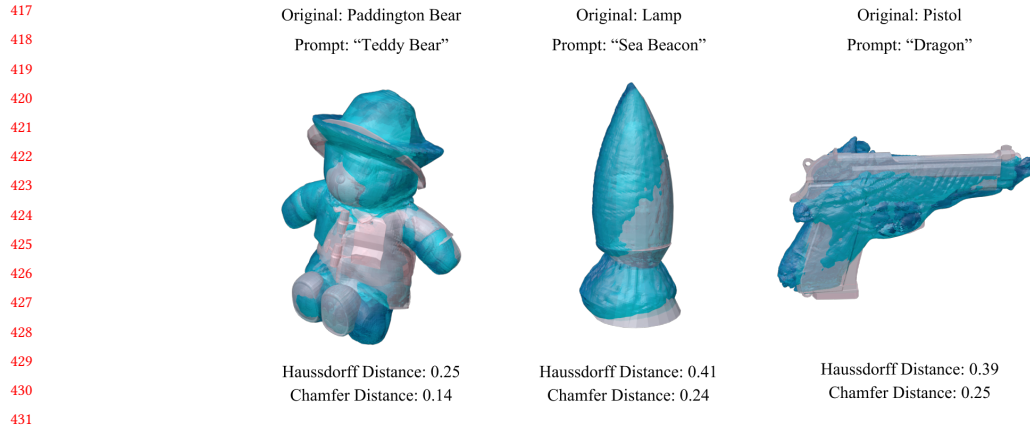 417
418
419
420
421
422
423
424
425
426
427
428
429
430
431
Original: Paddington Bear
Prompt: “Teddy Bear”
Haussdorff Distance: 0.25
Chamfer Distance: 0.14
Original: Lamp
Prompt: “Sea Beacon”
Haussdorff Distance: 0.41
Chamfer Distance: 0.24
Original: Pistol
Prompt: “Dragon”
Haussdorff Distance: 0.39
Chamfer Distance: 0.25